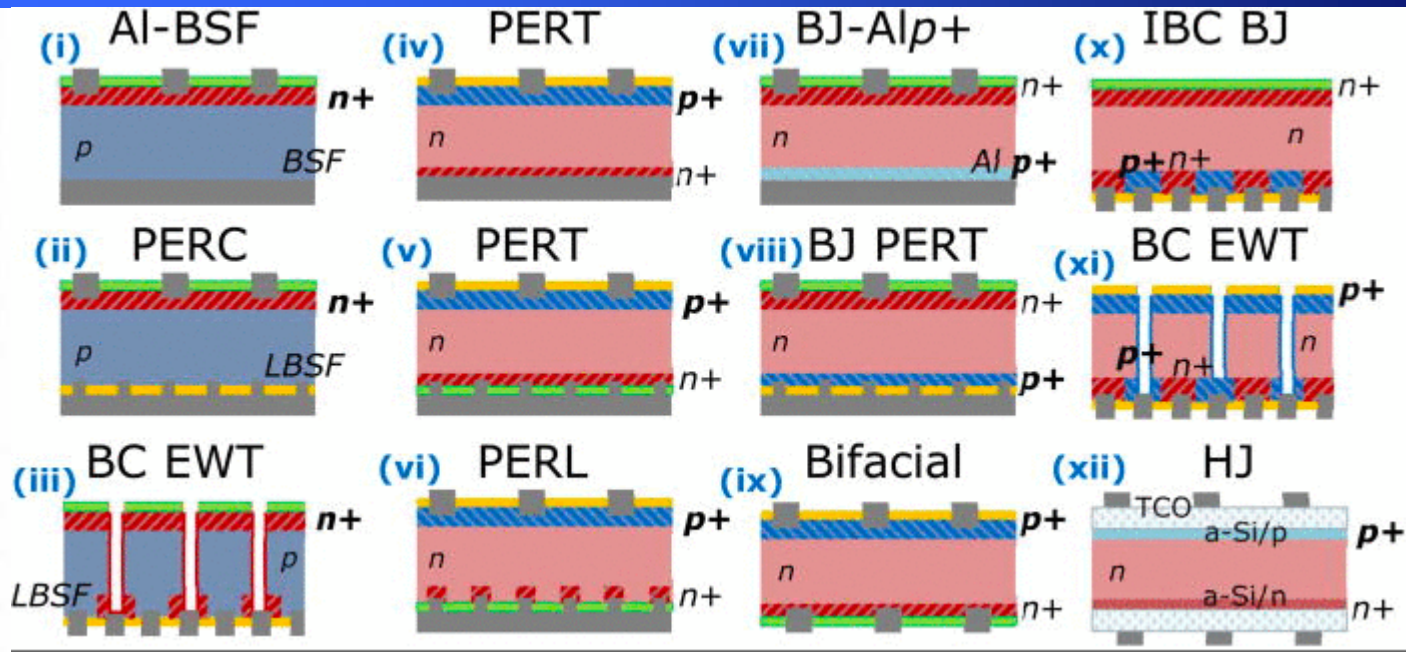 (i) Al-BSF
n+
p
BSF
(iv) PERT
p+
n
n+
(vii) BJ-Alp+
n+
n
Al p+
(x) IBC BJ
n+
n
p+ n+
(ii) PERC
n+
p
LBSF
(v) PERT
p+
n
n+
(viii) BJ PERT
n+
n
p+
(xi) BC EWT
p+
n
p+ n+
(iii) BC EWT
n+
p
LBSF
(vi) PERL
p+
n
n+
(ix) Bifacial
p+
n
n+
(xii) HJ
TCO
a-Si/p p+
n
a-Si/n n+